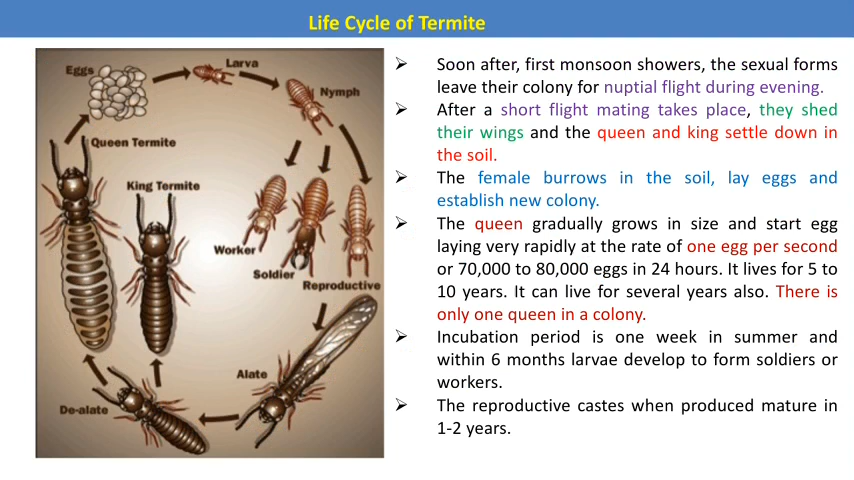 Life Cycle of Termite
Eggs
Larva
Nymph
Queen Termite
King Termite
Worker
Soldier
Reproductive
Alate
De-alate
➢ Soon after, first monsoon showers, the sexual forms
leave their colony for nuptial flight during evening.
➢ After a short flight mating takes place, they shed
their wings and the queen and king settle down in
the soil.
➢ The female burrows in the soil, lay eggs and
establish new colony.
➢ The queen gradually grows in size and start egg
laying very rapidly at the rate of one egg per second
or 70,000 to 80,000 eggs in 24 hours. It lives for 5 to
10 years. It can live for several years also. There is
only one queen in a colony.
➢ Incubation period is one week in summer and
within 6 months larvae develop to form soldiers or
workers.
➢ The reproductive castes when produced mature in
1-2 years.